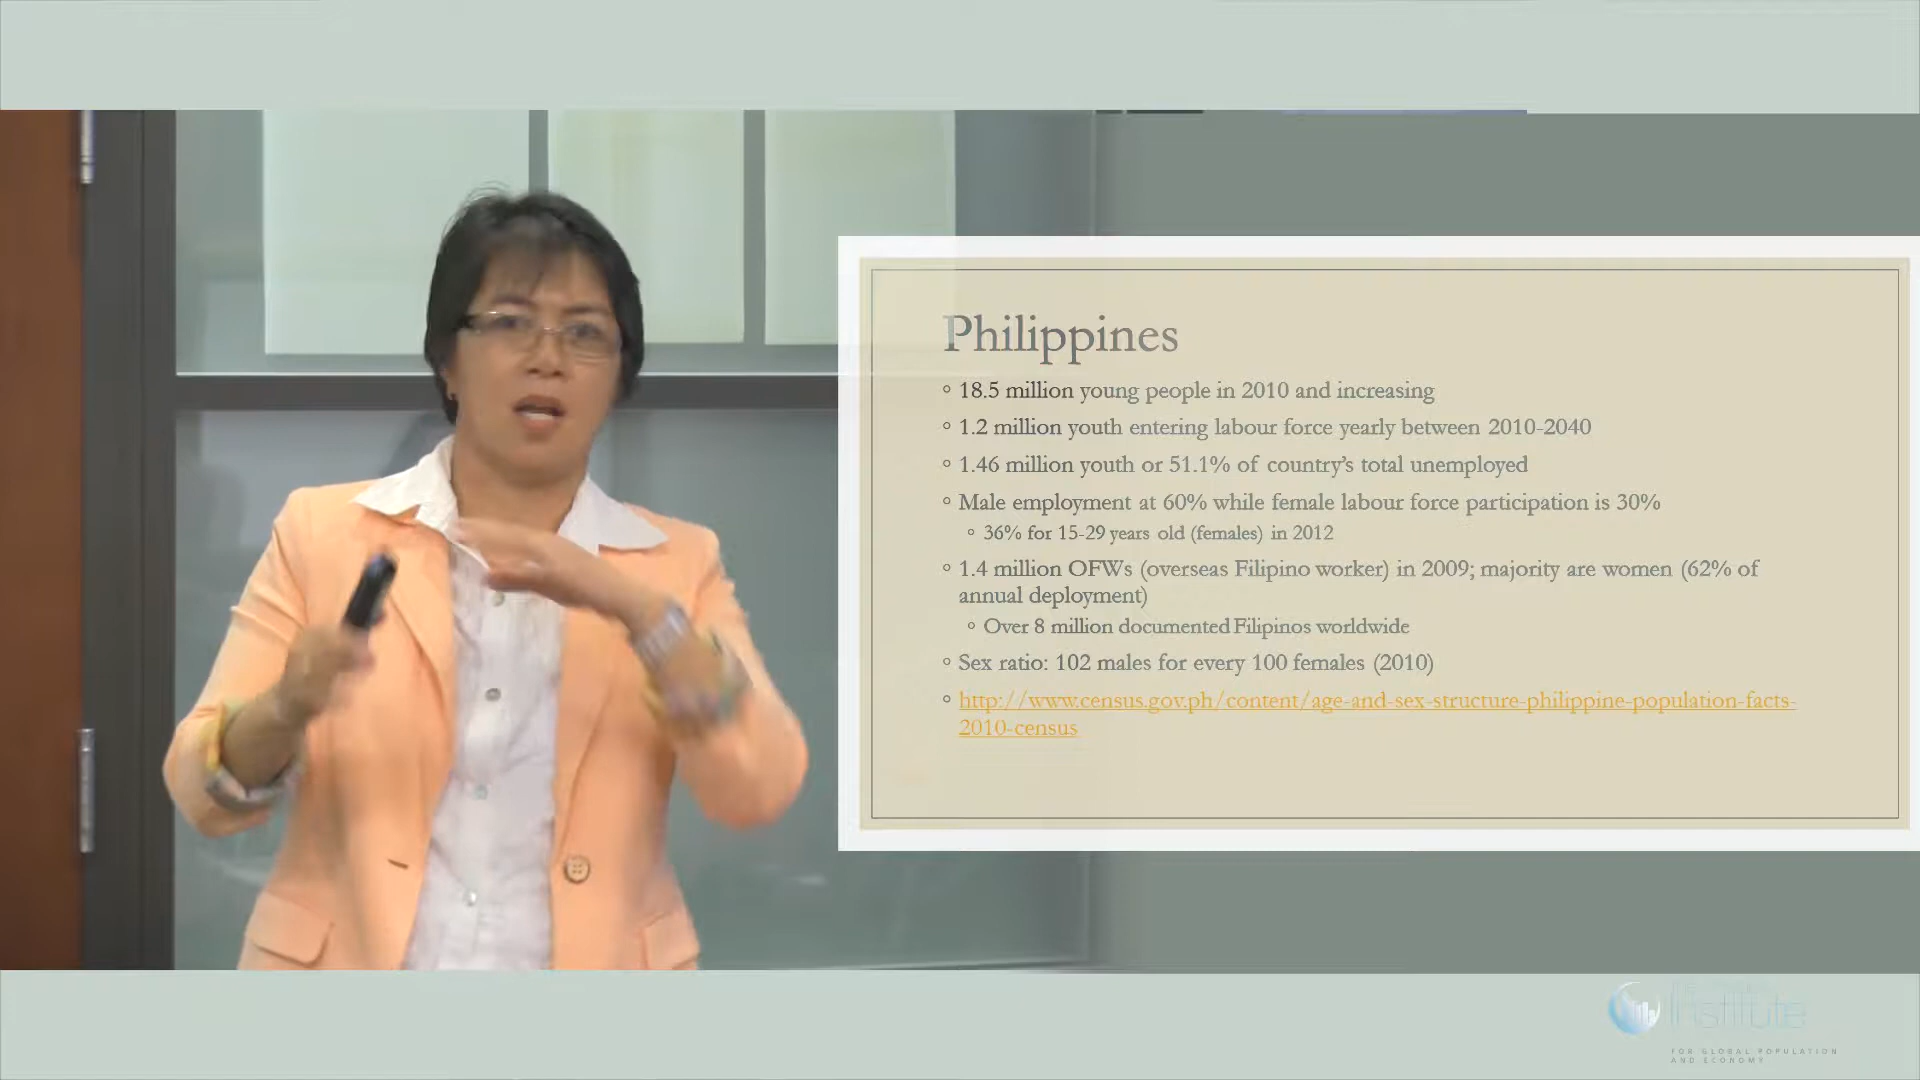 Philippines
◦ 18.5 million young people in 2010 and increasing
◦ 1.2 million youth entering labour force yearly between 2010-2040
◦ 1.46 million youth or 51.1% of country's total unemployed
◦ Male employment at 60% while female labour force participation is 30%
◦ 36% for 15-29 years old (females) in 2012
◦ 1.4 million OFWs (overseas Filipino worker) in 2009; majority are women (62% of
annual deployment)
◦ Over 8 million documented Filipinos worldwide
◦ Sex ratio: 102 males for every 100 females (2010)
◦ http://www.census.gov.ph/content/age-and-sex-structure-philippine-population-facts-
2010-census
Institute
FOR GLOBAL POPULATION
AND ECONOMY